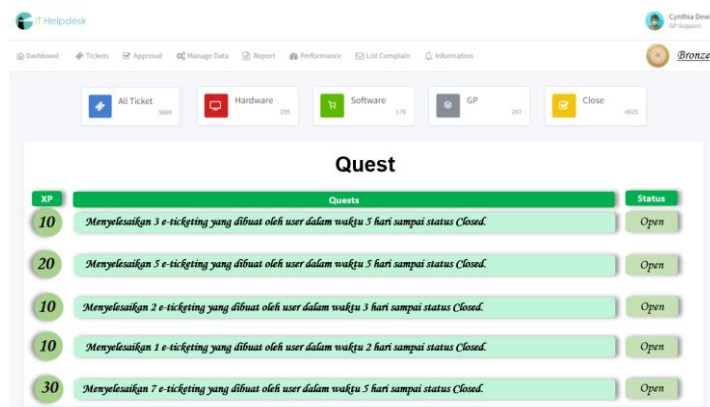 IT Helpdesk
Cynthia Dewi
GP Support
Dashboard Tickets Approval Manage Data Report Performance List Complain Information
Bronze
All Ticket
5669
Hardware
299
Software
178
GP
267
Close
4925
Quest
XP Quests Status
10 Menyelesaikan 3 e-ticketing yang dibuat oleh user dalam waktu 5 hari sampai status Closed. Open
20 Menyelesaikan 5 e-ticketing yang dibuat oleh user dalam waktu 5 hari sampai status Closed. Open
10 Menyelesaikan 2 e-ticketing yang dibuat oleh user dalam waktu 3 hari sampai status Closed. Open
10 Menyelesaikan 1 e-ticketing yang dibuat oleh user dalam waktu 2 hari sampai status Closed. Open
30 Menyelesaikan 7 e-ticketing yang dibuat oleh user dalam waktu 5 hari sampai status Closed. Open